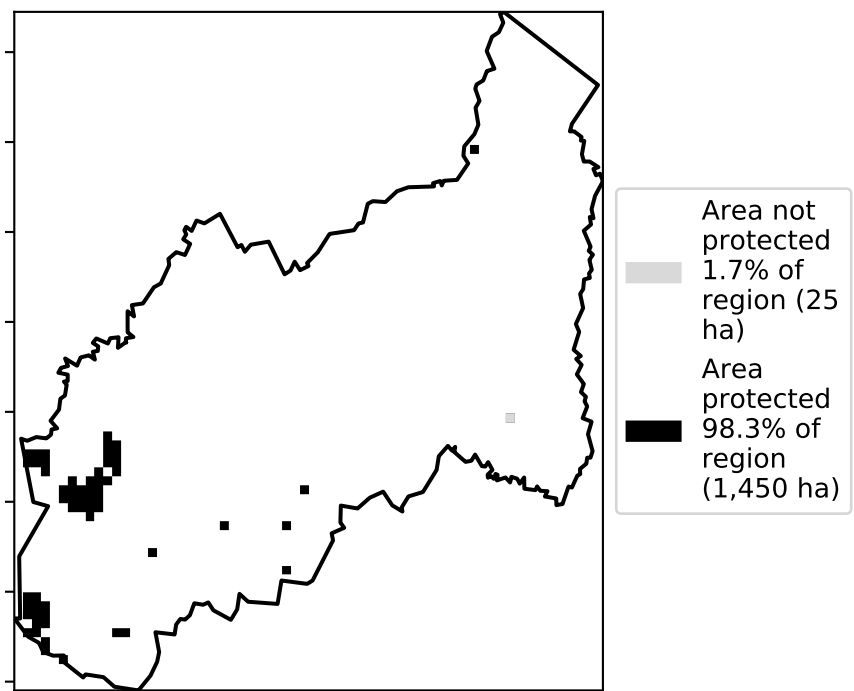 Area not
protected
1.7% of
region (25
ha)
Area
protected
98.3% of
region
(1,450 ha)